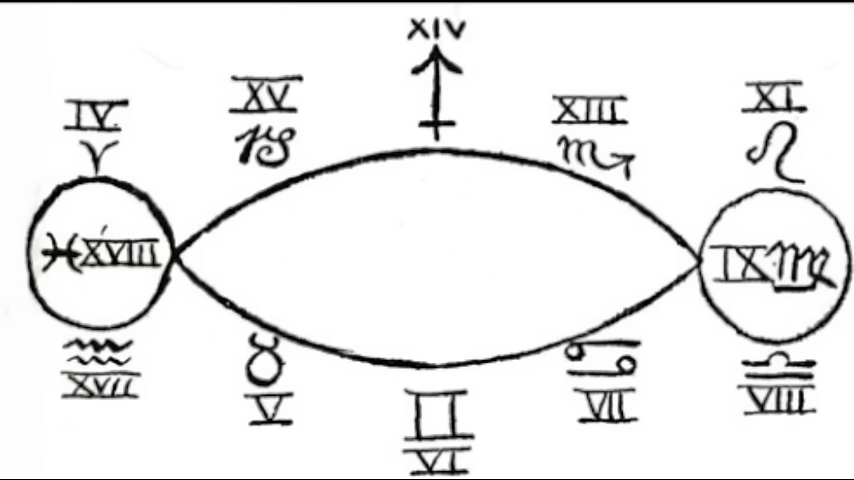 XIV
XV
XIII
IV
XI
♑
♏
♈
♌
♓XVIII
IX♍
♒
♉
♋
♎
XVII
V
VII
VIII
♊
VI